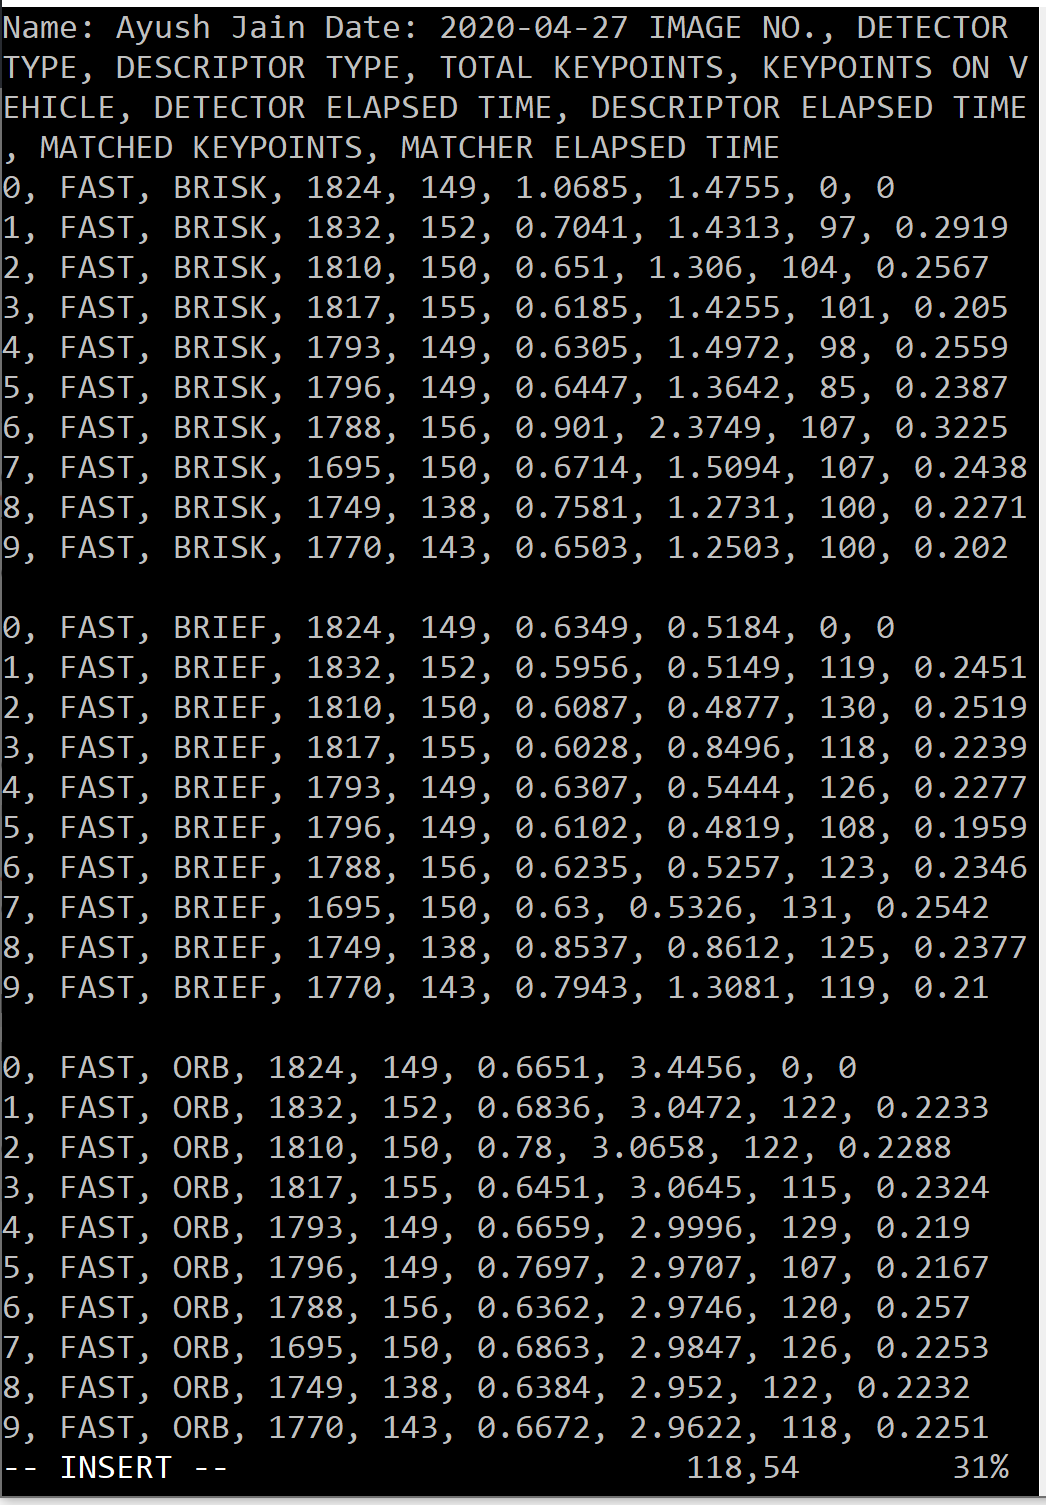 Name: Ayush Jain Date: 2020-04-27 IMAGE NO., DETECTOR
TYPE, DESCRIPTOR TYPE, TOTAL KEYPOINTS, KEYPOINTS ON V
EHICLE, DETECTOR ELAPSED TIME, DESCRIPTOR ELAPSED TIME
, MATCHED KEYPOINTS, MATCHER ELAPSED TIME
0, FAST, BRISK, 1824, 149, 1.0685, 1.4755, 0, 0
1, FAST, BRISK, 1832, 152, 0.7041, 1.4313, 97, 0.2919
2, FAST, BRISK, 1810, 150, 0.651, 1.306, 104, 0.2567
3, FAST, BRISK, 1817, 155, 0.6185, 1.4255, 101, 0.205
4, FAST, BRISK, 1793, 149, 0.6305, 1.4972, 98, 0.2559
5, FAST, BRISK, 1796, 149, 0.6447, 1.3642, 85, 0.2387
6, FAST, BRISK, 1788, 156, 0.901, 2.3749, 107, 0.3225
7, FAST, BRISK, 1695, 150, 0.6714, 1.5094, 107, 0.2438
8, FAST, BRISK, 1749, 138, 0.7581, 1.2731, 100, 0.2271
9, FAST, BRISK, 1770, 143, 0.6503, 1.2503, 100, 0.202
0, FAST, BRIEF, 1824, 149, 0.6349, 0.5184, 0, 0
1, FAST, BRIEF, 1832, 152, 0.5956, 0.5149, 119, 0.2451
2, FAST, BRIEF, 1810, 150, 0.6087, 0.4877, 130, 0.2519
3, FAST, BRIEF, 1817, 155, 0.6028, 0.8496, 118, 0.2239
4, FAST, BRIEF, 1793, 149, 0.6307, 0.5444, 126, 0.2277
5, FAST, BRIEF, 1796, 149, 0.6102, 0.4819, 108, 0.1959
6, FAST, BRIEF, 1788, 156, 0.6235, 0.5257, 123, 0.2346
7, FAST, BRIEF, 1695, 150, 0.63, 0.5326, 131, 0.2542
8, FAST, BRIEF, 1749, 138, 0.8537, 0.8612, 125, 0.2377
9, FAST, BRIEF, 1770, 143, 0.7943, 1.3081, 119, 0.21
0, FAST, ORB, 1824, 149, 0.6651, 3.4456, 0, 0
1, FAST, ORB, 1832, 152, 0.6836, 3.0472, 122, 0.2233
2, FAST, ORB, 1810, 150, 0.78, 3.0658, 122, 0.2288
3, FAST, ORB, 1817, 155, 0.6451, 3.0645, 115, 0.2324
4, FAST, ORB, 1793, 149, 0.6659, 2.9996, 129, 0.219
5, FAST, ORB, 1796, 149, 0.7697, 2.9707, 107, 0.2167
6, FAST, ORB, 1788, 156, 0.6362, 2.9746, 120, 0.257
7, FAST, ORB, 1695, 150, 0.6863, 2.9847, 126, 0.2253
8, FAST, ORB, 1749, 138, 0.6384, 2.952, 122, 0.2232
9, FAST, ORB, 1770, 143, 0.6672, 2.9622, 118, 0.2251
-- INSERT -- 118,54 31%